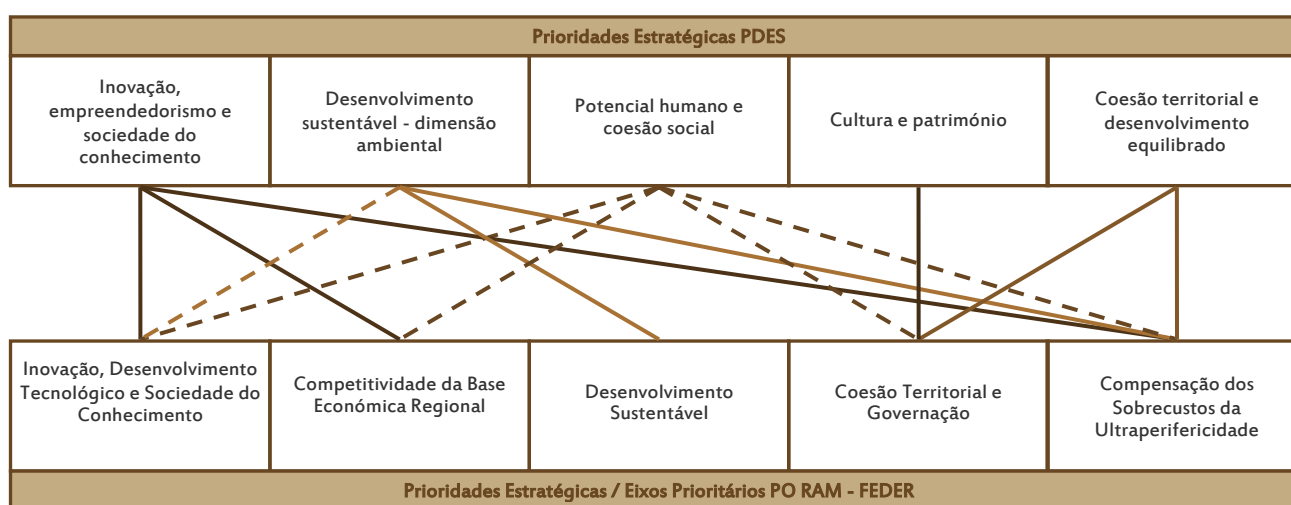 Prioridades Estratégicas PDES
Inovação,
empreendedorismo e
sociedade do
conhecimento
Desenvolvimento
sustentável - dimensão
ambiental
Potencial humano e
coesão social
Cultura e património
Coesão territorial e
desenvolvimento
equilibrado
Inovação, Desenvolvimento
Tecnológico e Sociedade do
Conhecimento
Competitividade da Base
Económica Regional
Desenvolvimento
Sustentável
Coesão Territorial e
Governação
Compensação dos
Sobrecustos da
Ultraperifericidade
Prioridades Estratégicas / Eixos Prioritários PO RAM - FEDER